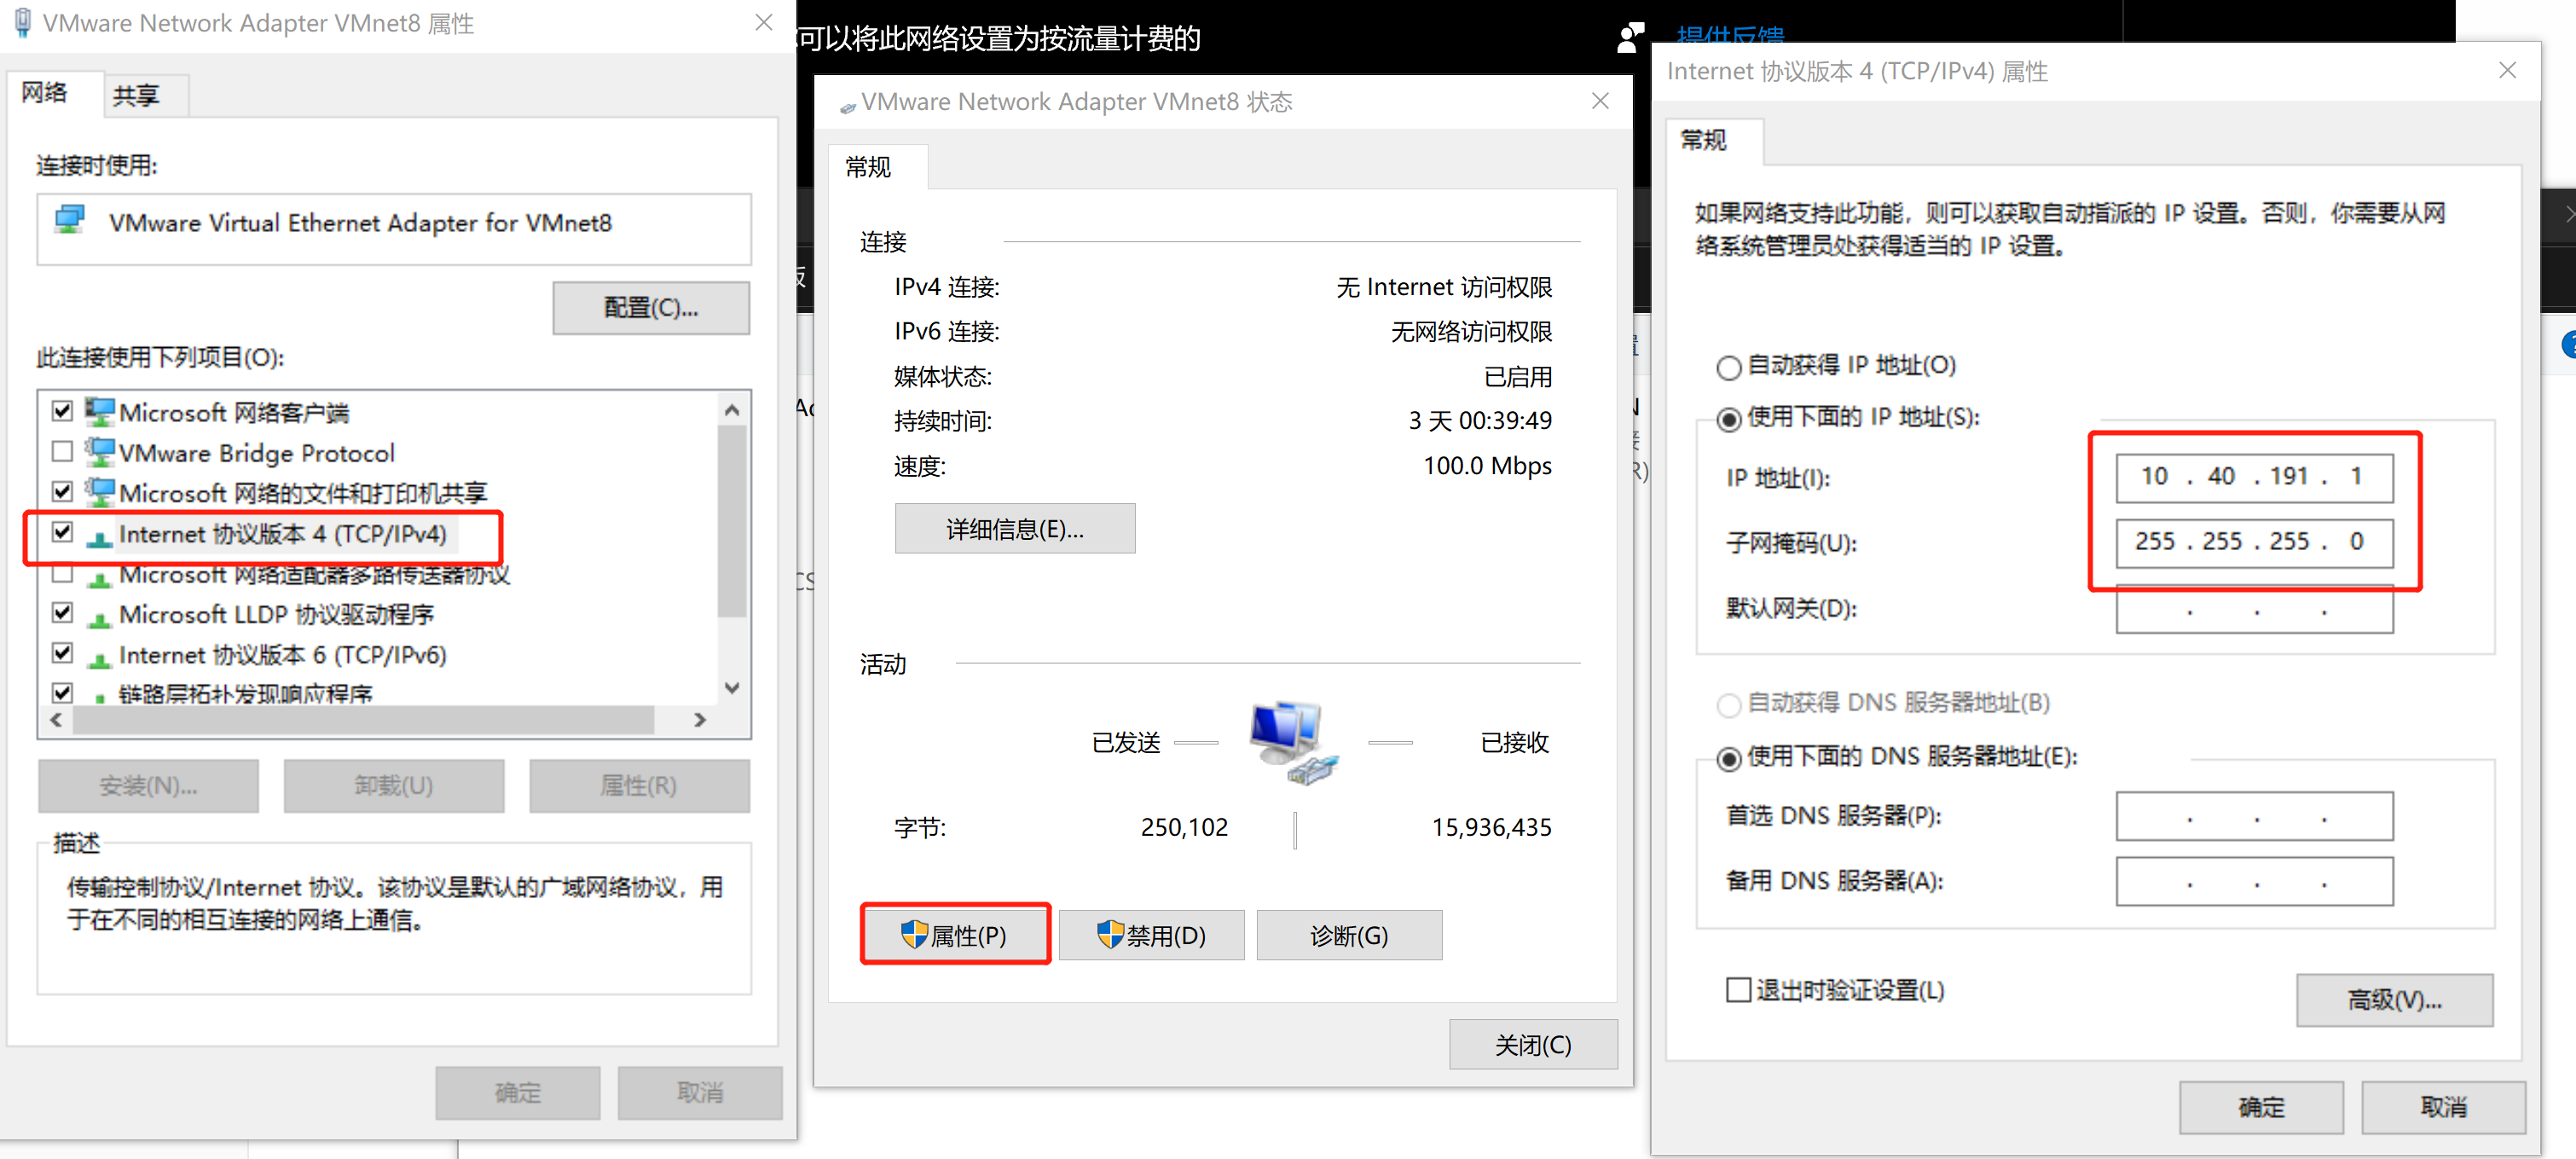 VMware Network Adapter VMnet8 属性
网络
共享
连接时使用:
VMware Virtual Ethernet Adapter for VMnet8
配置(C)...
此连接使用下列项目(O):
Microsoft 网络客户端
VMware Bridge Protocol
Microsoft 网络的文件和打印机共享
Internet 协议版本 4 (TCP/IPv4)
Microsoft 网络适配器多路传送器协议
Microsoft LLDP 协议驱动程序
Internet 协议版本 6 (TCP/IPv6)
链路层拓扑发现响应程序
安装(N)...
卸载(U)
属性(R)
描述
传输控制协议/Internet 协议。该协议是默认的广域网络协议，用
于在不同的相互连接的网络上通信。
确定
取消
可以将此网络设置为按流量计费的
提供反馈
VMware Network Adapter VMnet8 状态
常规
连接
IPv4 连接:
无 Internet 访问权限
IPv6 连接:
无网络访问权限
媒体状态:
已启用
持续时间:
3 天 00:39:49
速度:
100.0 Mbps
详细信息(E)...
活动
已发送
已接收
字节:
250,102
15,936,435
属性(P)
禁用(D)
诊断(G)
关闭(C)
Internet 协议版本 4 (TCP/IPv4) 属性
常规
如果网络支持此功能，则可以获取自动指派的 IP 设置。否则，你需要从网
络系统管理员处获得适当的 IP 设置。
自动获得 IP 地址(O)
使用下面的 IP 地址(S):
IP 地址(I):
10 . 40 . 191 . 1
子网掩码(U):
255 . 255 . 255 . 0
默认网关(D):
. . .
自动获得 DNS 服务器地址(B)
使用下面的 DNS 服务器地址(E):
首选 DNS 服务器(P):
. . .
备用 DNS 服务器(A):
. . .
退出时验证设置(L)
高级(V)...
确定
取消